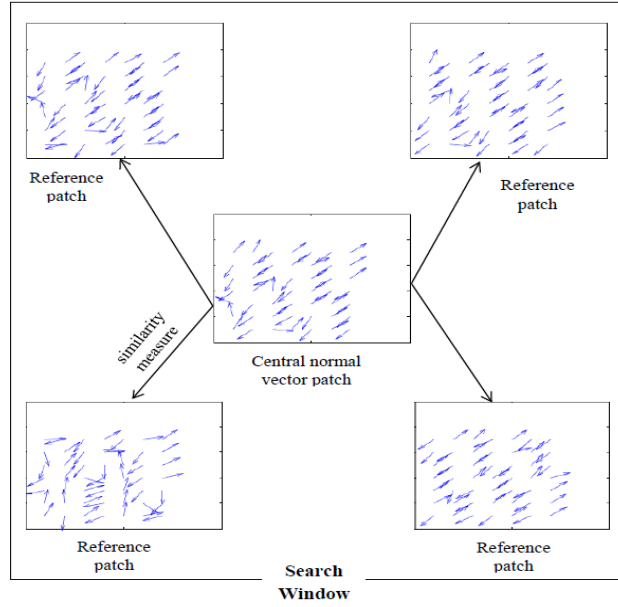 Reference
patch
Reference
patch
similarity
measure
Central normal
vector patch
Reference
patch
Reference
patch
Search
Window